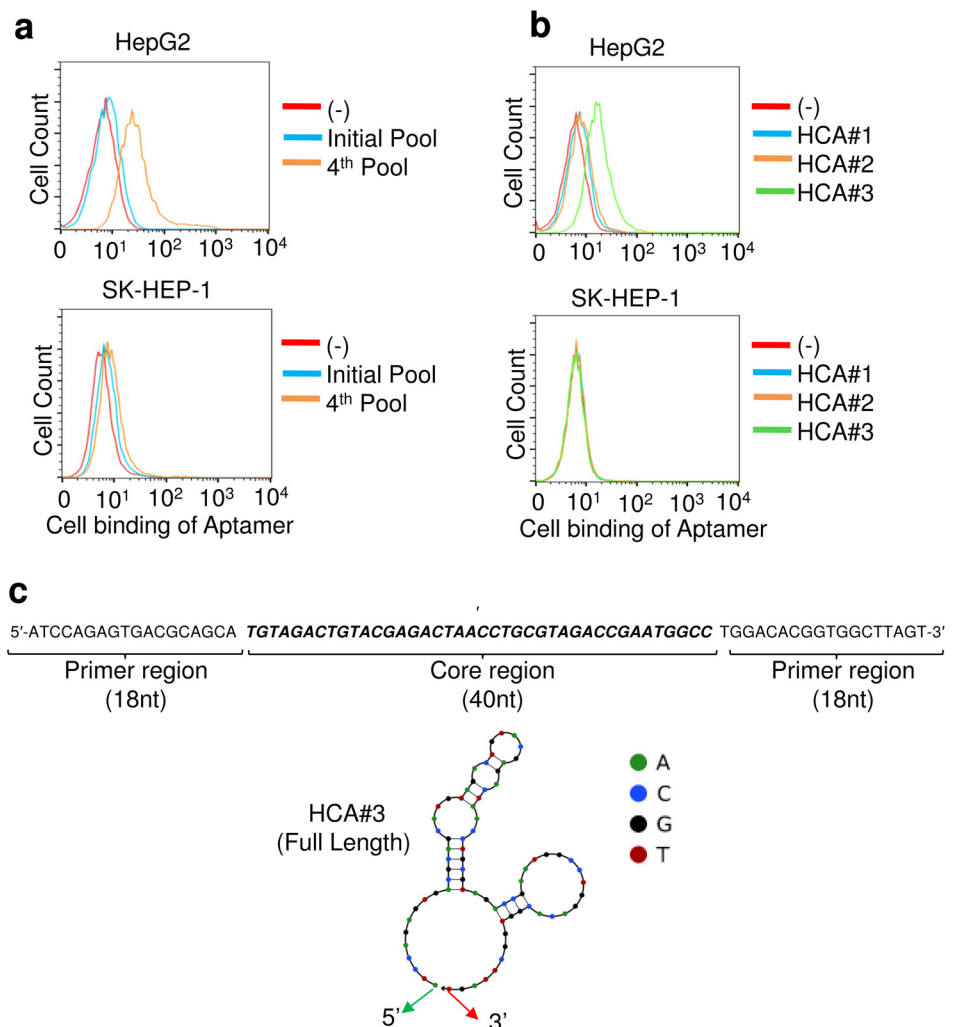 a
HepG2
Cell Count
(-)
Initial Pool
4th Pool
0 10¹ 10² 10³ 10⁴
SK-HEP-1
Cell Count
(-)
Initial Pool
4th Pool
0 10¹ 10² 10³ 10⁴
Cell binding of Aptamer
b
HepG2
Cell Count
(-)
HCA#1
HCA#2
HCA#3
0 10¹ 10² 10³ 10⁴
SK-HEP-1
Cell Count
(-)
HCA#1
HCA#2
HCA#3
0 10¹ 10² 10³ 10⁴
Cell binding of Aptamer
c
5′-ATCCAGAGTGACGCAGCA TGTAGACTGTACGAGACTAACCTGCGTAGACCGAATGGCC TGGACACGGTGGCTTAGT-3′
Primer region Core region Primer region
(18nt) (40nt) (18nt)
HCA#3
(Full Length)
A
C
G
T
5’ 3’